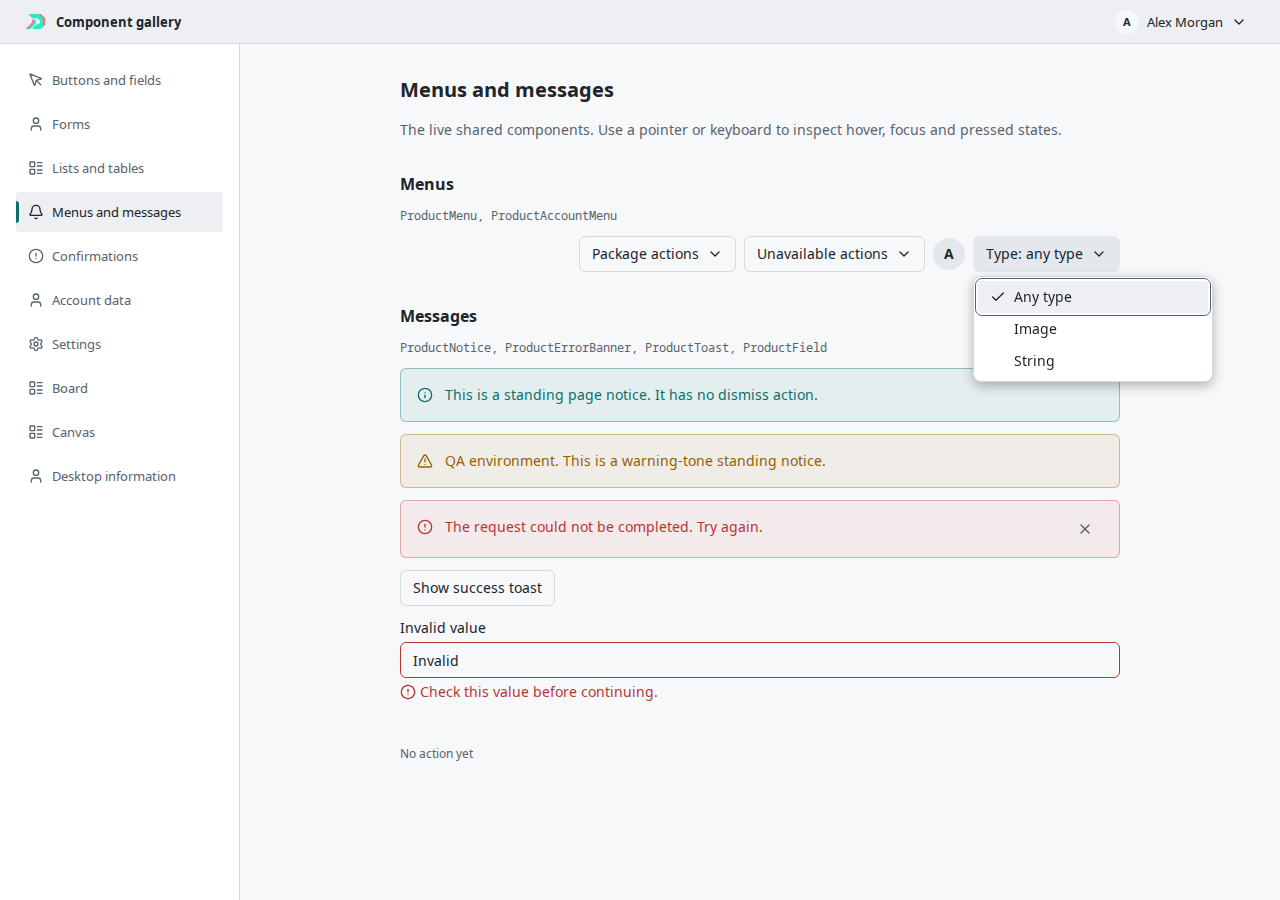 Component gallery
A
Alex Morgan
Buttons and fields
Forms
Lists and tables
Menus and messages
Confirmations
Account data
Settings
Board
Canvas
Desktop information
Menus and messages
The live shared components. Use a pointer or keyboard to inspect hover, focus and pressed states.
Menus
ProductMenu, ProductAccountMenu
Package actions
Unavailable actions
A
Type: any type
Any type
Image
String
Messages
ProductNotice, ProductErrorBanner, ProductToast, ProductField
This is a standing page notice. It has no dismiss action.
QA environment. This is a warning-tone standing notice.
The request could not be completed. Try again.
Show success toast
Invalid value
Invalid
Check this value before continuing.
No action yet